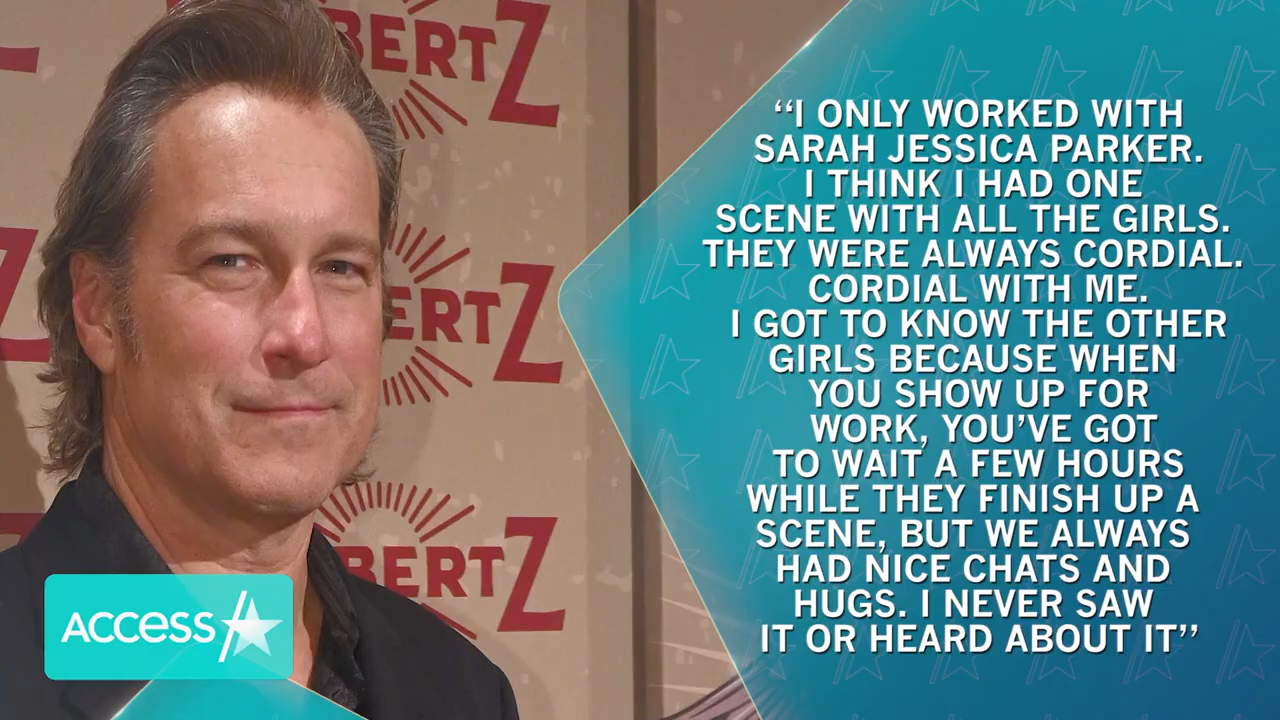 BERTZ
ERTZ
BERTZ
Z
“I ONLY WORKED WITH
SARAH JESSICA PARKER.
I THINK I HAD ONE
SCENE WITH ALL THE GIRLS.
THEY WERE ALWAYS CORDIAL.
CORDIAL WITH ME.
I GOT TO KNOW THE OTHER
GIRLS BECAUSE WHEN
YOU SHOW UP FOR
WORK, YOU’VE GOT
TO WAIT A FEW HOURS
WHILE THEY FINISH UP A
SCENE, BUT WE ALWAYS
HAD NICE CHATS AND
HUGS. I NEVER SAW
IT OR HEARD ABOUT IT”
ACCESS